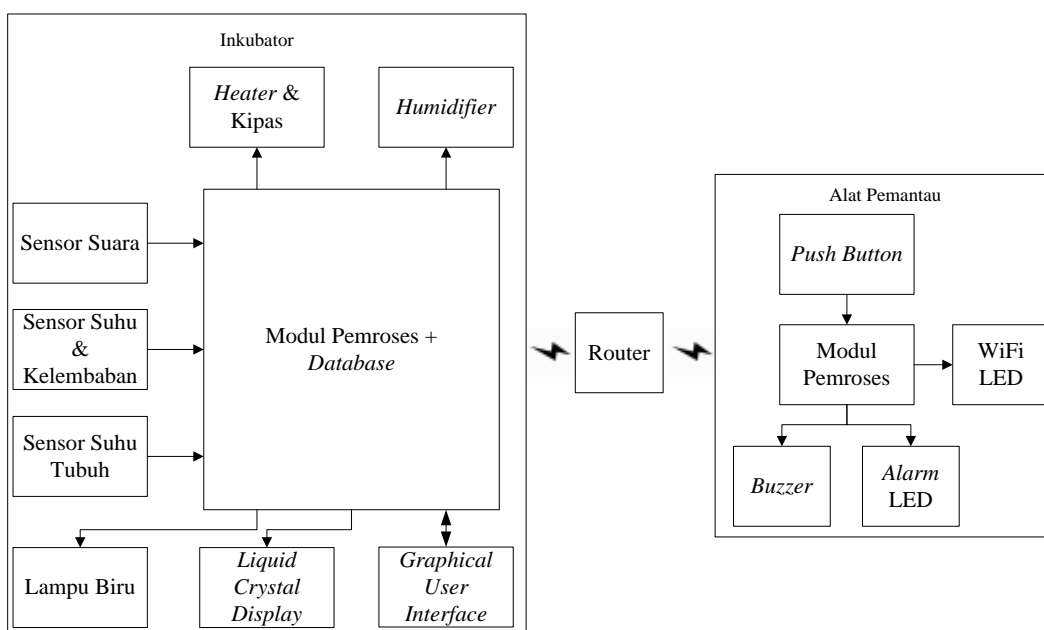 Inkubator
Heater &
Kipas
Humidifier
Sensor Suara
Sensor Suhu
&
Kelembaban
Sensor Suhu
Tubuh
Modul Pemroses +
Database
Lampu Biru
Liquid
Crystal
Display
Graphical
User
Interface
Router
Alat Pemantau
Push Button
Modul
Pemroses
WiFi
LED
Buzzer
Alarm
LED